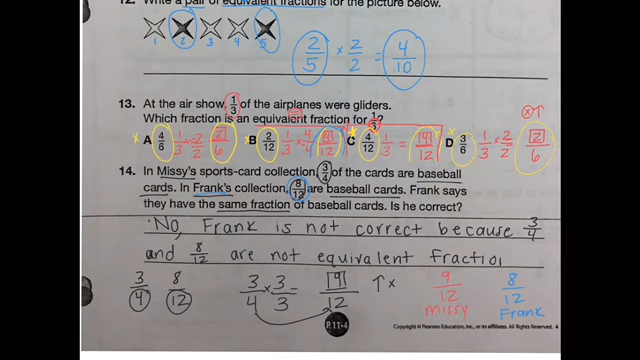 12. Write a pair of equivalent fractions for the picture below.
1 2 3 4 5
2/5 × 2/2 = 4/10
13. At the air show, 1/3 of the airplanes were gliders.
Which fraction is an equivalent fraction for 1/3?
× A 4/6 1/3 × 2/2 = 2/6 × B 2/12 1/3 × 4/4 = 4/12 C 4/12 1/3 = 4/12 × D 3/6 1/3 × 2/2 2/6
14. In Missy's sports-card collection, 3/4 of the cards are baseball
cards. In Frank's collection, 8/12 are baseball cards. Frank says
they have the same fraction of baseball cards. Is he correct?
No, Frank is not correct because 3/4
and 8/12 are not equivalent fraction
3/4 8/12 3/4 × 3/3 = 9/12 ↑ × 9/12 8/12
Missy Frank
P 11•4
Copyright © Pearson Education, Inc., or its affiliates. All Rights Reserved. 4